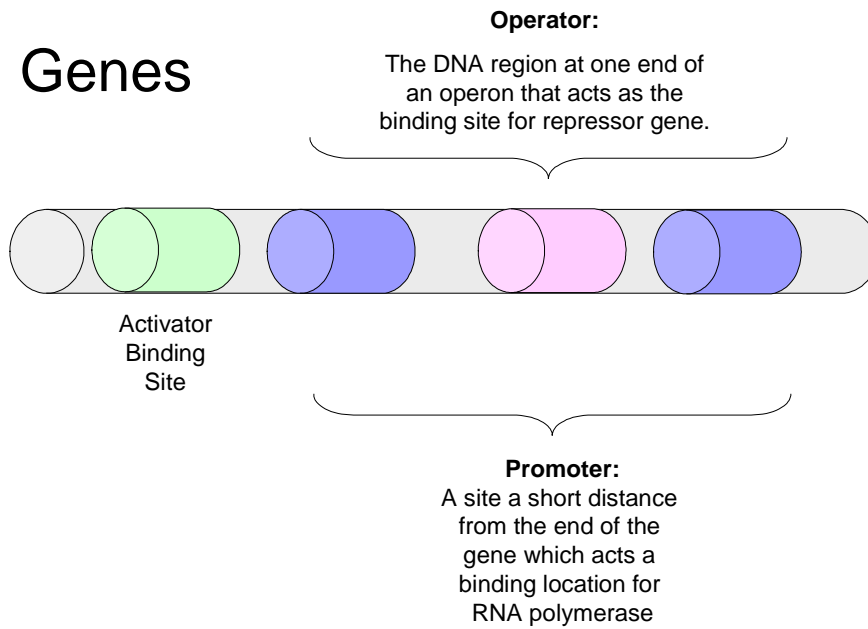 Genes
Operator:
The DNA region at one end of
an operon that acts as the
binding site for repressor gene.
Activator
Binding
Site
Promoter:
A site a short distance
from the end of the
gene which acts a
binding location for
RNA polymerase